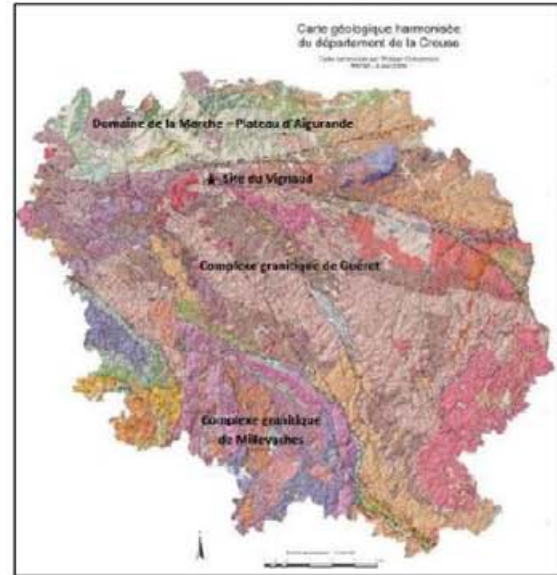 Carte géologique harmonisée
du département de la Creuse
Domaine de la Marche – Plateau d'Aigurande
Site du Vignaud
Complexe granitique de Guéret
Complexe granitique
de Millevaches